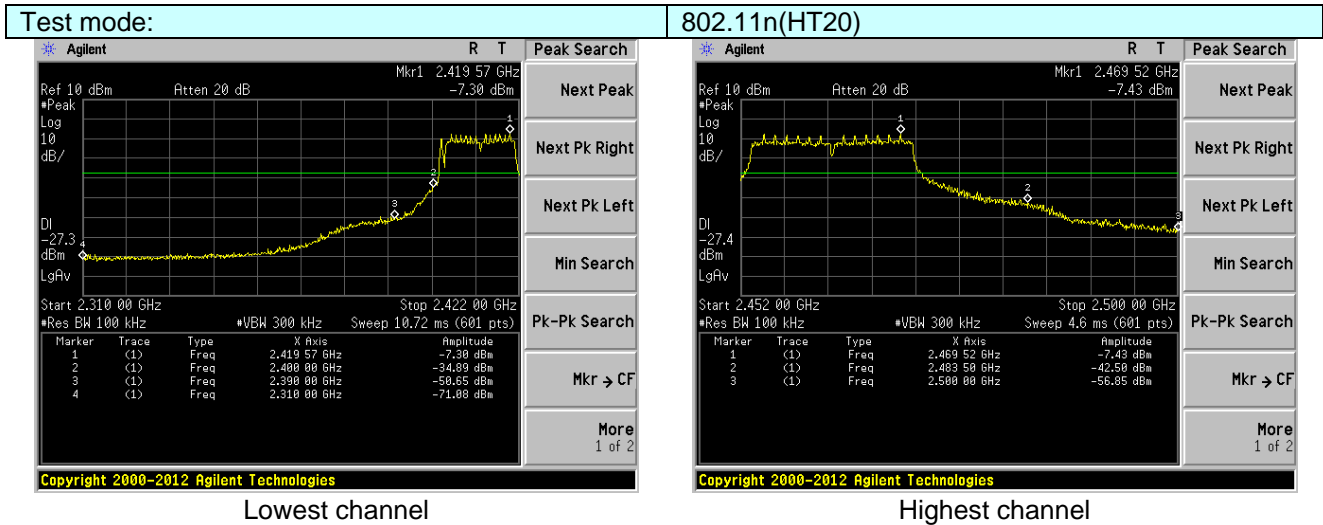 Test mode: 802.11n(HT20)
Agilent R T Peak Search
Mkr1 2.419 57 GHz
Ref 10 dBm Atten 20 dB -7.30 dBm
#Peak
Log
10
dB/
1
2
3
4
DI
-27.3
dBm
LgAv
Start 2.310 00 GHz Stop 2.422 00 GHz
#Res BW 100 kHz #VBW 300 kHz Sweep 10.72 ms (601 pts)
Marker Trace Type X Axis Amplitude
1 (1) Freq 2.419 57 GHz -7.30 dBm
2 (1) Freq 2.400 00 GHz -34.89 dBm
3 (1) Freq 2.390 00 GHz -50.65 dBm
4 (1) Freq 2.310 00 GHz -71.08 dBm
Next Peak
Next Pk Right
Next Pk Left
Min Search
Pk-Pk Search
Mkr → CF
More
1 of 2
Copyright 2000-2012 Agilent Technologies
Lowest channel
Agilent R T Peak Search
Mkr1 2.469 52 GHz
Ref 10 dBm Atten 20 dB -7.43 dBm
#Peak
Log
10
dB/
1
2
3
DI
-27.4
dBm
LgAv
Start 2.452 00 GHz Stop 2.500 00 GHz
#Res BW 100 kHz #VBW 300 kHz Sweep 4.6 ms (601 pts)
Marker Trace Type X Axis Amplitude
1 (1) Freq 2.469 52 GHz -7.43 dBm
2 (1) Freq 2.483 50 GHz -42.50 dBm
3 (1) Freq 2.500 00 GHz -56.85 dBm
Next Peak
Next Pk Right
Next Pk Left
Min Search
Pk-Pk Search
Mkr → CF
More
1 of 2
Copyright 2000-2012 Agilent Technologies
Highest channel